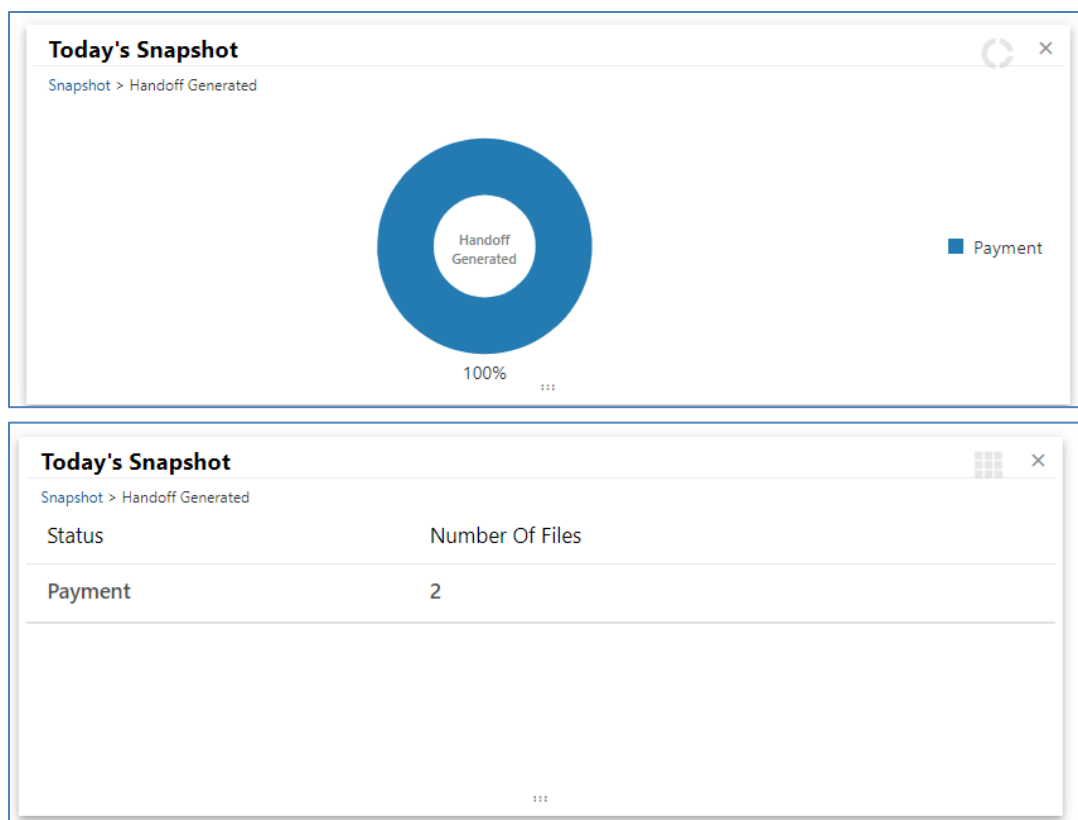 Today's Snapshot
Snapshot > Handoff Generated
Handoff
Generated
Payment
100%
Today's Snapshot
Snapshot > Handoff Generated
Status Number Of Files
Payment 2